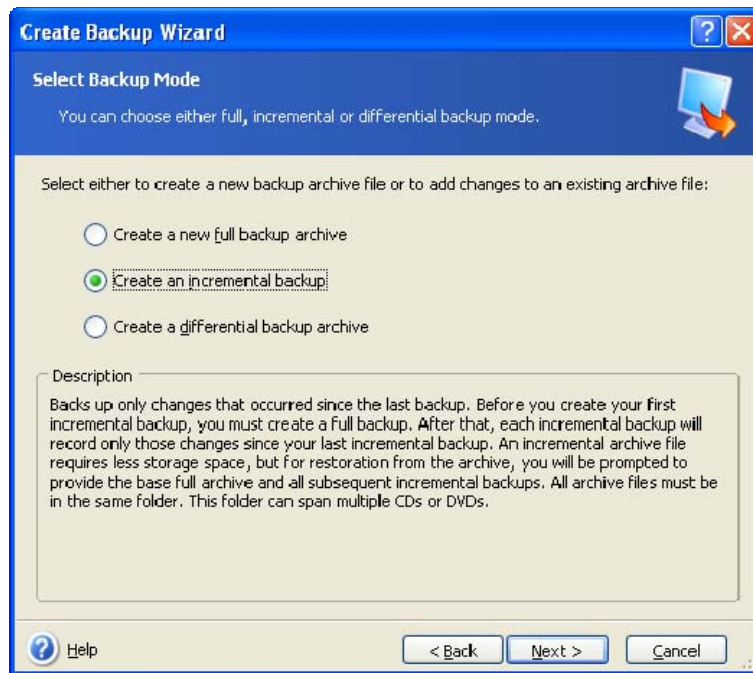 Create Backup Wizard
Select Backup Mode
You can choose either full, incremental or differential backup mode.
Select either to create a new backup archive file or to add changes to an existing archive file:
Create a new full backup archive
Create an incremental backup
Create a differential backup archive
Description
Backs up only changes that occurred since the last backup. Before you create your first
incremental backup, you must create a full backup. After that, each incremental backup will
record only those changes since your last incremental backup. An incremental archive file
requires less storage space, but for restoration from the archive, you will be prompted to
provide the base full archive and all subsequent incremental backups. All archive files must be
in the same folder. This folder can span multiple CDs or DVDs.
Help
< Back
Next >
Cancel